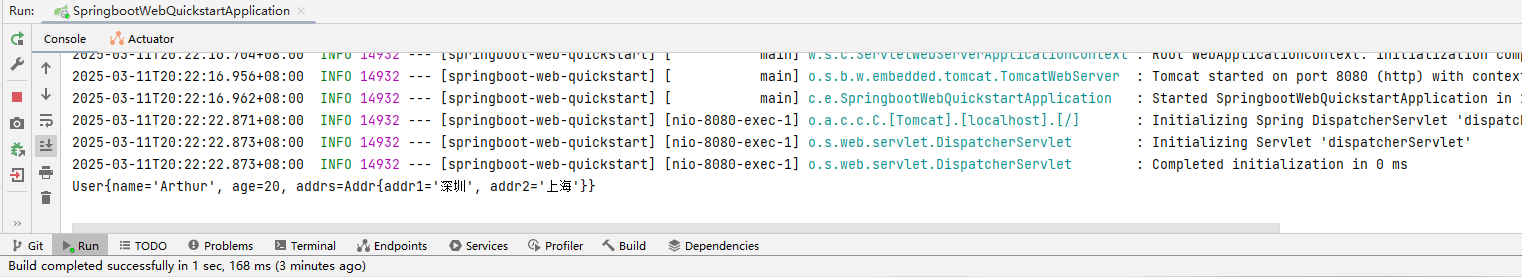 Run: SpringbootWebQuickstartApplication
Console Actuator
2025-03-11T20:22:16.704+08:00 INFO 14932 --- [springboot-web-quickstart] [ main] w.s.c.ServletWebServerApplicationContext : Root WebApplicationContext: initialization comp
2025-03-11T20:22:16.956+08:00 INFO 14932 --- [springboot-web-quickstart] [ main] o.s.b.w.embedded.tomcat.TomcatWebServer : Tomcat started on port 8080 (http) with context
2025-03-11T20:22:16.962+08:00 INFO 14932 --- [springboot-web-quickstart] [ main] c.e.SpringbootWebQuickstartApplication : Started SpringbootWebQuickstartApplication in
2025-03-11T20:22:22.871+08:00 INFO 14932 --- [springboot-web-quickstart] [nio-8080-exec-1] o.a.c.c.C.[Tomcat].[localhost].[/] : Initializing Spring DispatcherServlet 'dispatc
2025-03-11T20:22:22.873+08:00 INFO 14932 --- [springboot-web-quickstart] [nio-8080-exec-1] o.s.web.servlet.DispatcherServlet : Initializing Servlet 'dispatcherServlet'
2025-03-11T20:22:22.873+08:00 INFO 14932 --- [springboot-web-quickstart] [nio-8080-exec-1] o.s.web.servlet.DispatcherServlet : Completed initialization in 0 ms
User{name='Arthur', age=20, addrs=Addr{addr1='深圳', addr2='上海'}}
Git Run TODO Problems Terminal Endpoints Services Profiler Build Dependencies
Build completed successfully in 1 sec, 168 ms (3 minutes ago)